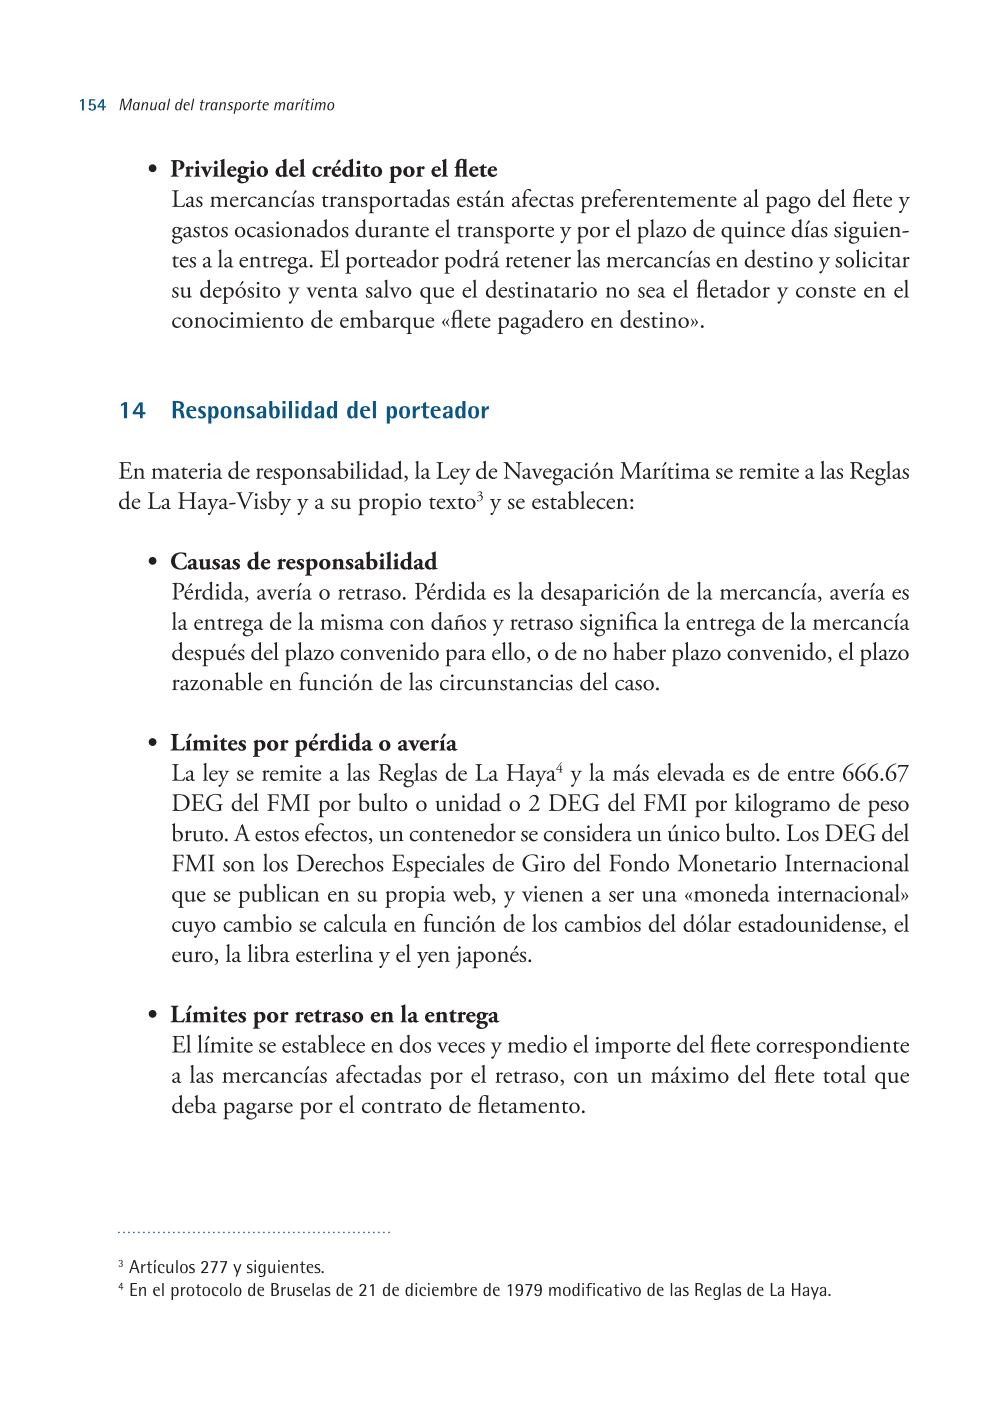 154 Manual del transporte marítimo
• Privilegio del crédito por el flete
Las mercancías transportadas están afectas preferentemente al pago del flete y
gastos ocasionados durante el transporte y por el plazo de quince días siguien-
tes a la entrega. El porteador podrá retener las mercancías en destino y solicitar
su depósito y venta salvo que el destinatario no sea el fletador y conste en el
conocimiento de embarque «flete pagadero en destino».
14 Responsabilidad del porteador
En materia de responsabilidad, la Ley de Navegación Marítima se remite a las Reglas
de La Haya-Visby y a su propio texto³ y se establecen:
• Causas de responsabilidad
Pérdida, avería o retraso. Pérdida es la desaparición de la mercancía, avería es
la entrega de la misma con daños y retraso significa la entrega de la mercancía
después del plazo convenido para ello, o de no haber plazo convenido, el plazo
razonable en función de las circunstancias del caso.
• Límites por pérdida o avería
La ley se remite a las Reglas de La Haya⁴ y la más elevada es de entre 666.67
DEG del FMI por bulto o unidad o 2 DEG del FMI por kilogramo de peso
bruto. A estos efectos, un contenedor se considera un único bulto. Los DEG del
FMI son los Derechos Especiales de Giro del Fondo Monetario Internacional
que se publican en su propia web, y vienen a ser una «moneda internacional»
cuyo cambio se calcula en función de los cambios del dólar estadounidense, el
euro, la libra esterlina y el yen japonés.
• Límites por retraso en la entrega
El límite se establece en dos veces y medio el importe del flete correspondiente
a las mercancías afectadas por el retraso, con un máximo del flete total que
deba pagarse por el contrato de fletamento.
³ Artículos 277 y siguientes.
⁴ En el protocolo de Bruselas de 21 de diciembre de 1979 modificativo de las Reglas de La Haya.